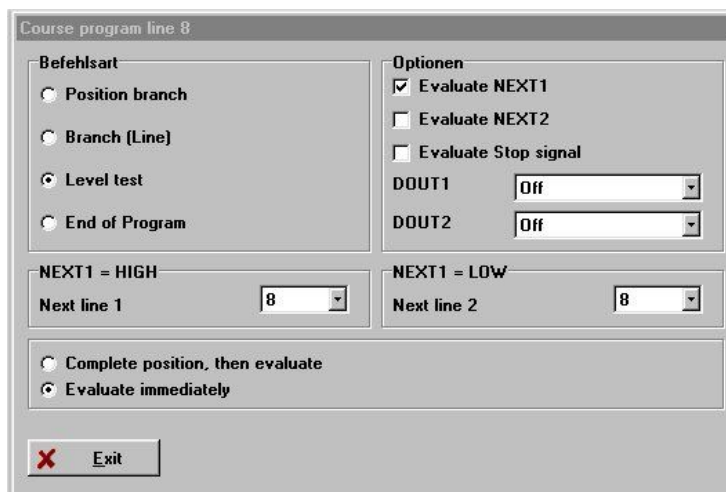 Course program line 8
Befehlsart
Position branch
Branch (Line)
Level test
End of Program
Optionen
Evaluate NEXT1
Evaluate NEXT2
Evaluate Stop signal
DOUT1 Off
DOUT2 Off
NEXT1 = HIGH
Next line 1 8
NEXT1 = LOW
Next line 2 8
Complete position, then evaluate
Evaluate immediately
Exit